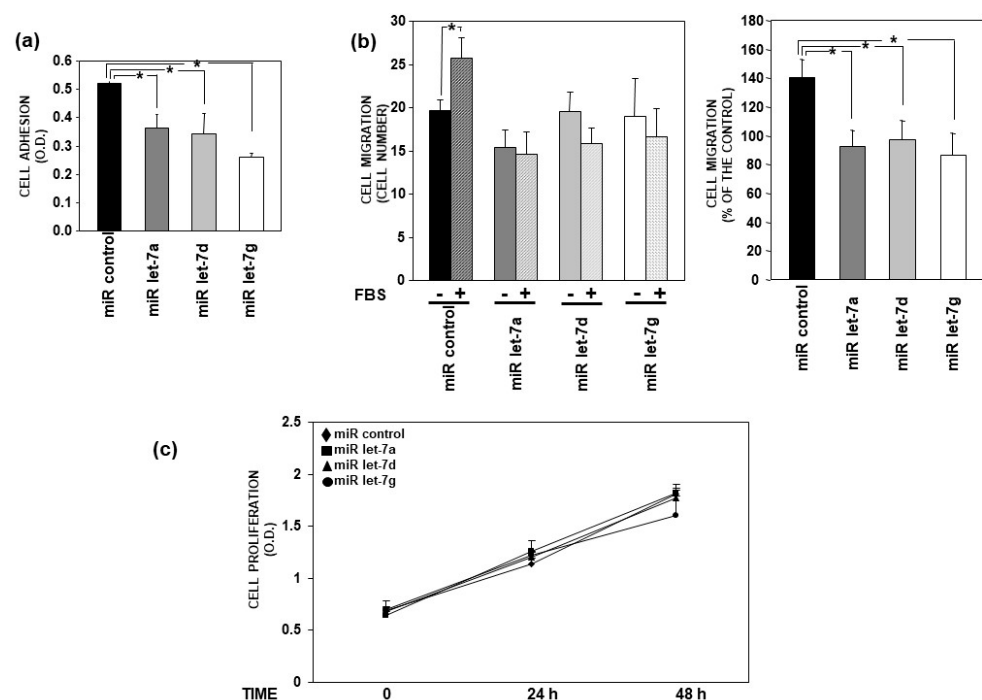 (a)
0.6
0.5
0.4
0.3
0.2
0.1
0.0
CELL ADHESION
(O.D.)
* * *
miR control
miR let-7a
miR let-7d
miR let-7g
(b)
30
25
20
15
10
5
0
CELL MIGRATION
(CELL NUMBER)
*
FBS - + - + - + - +
miR control
miR let-7a
miR let-7d
miR let-7g
160
140
120
100
80
60
40
20
0
CELL MIGRATION
(% OF THE CONTROL)
* * *
miR control
miR let-7a
miR let-7d
miR let-7g
(c)
2.5
2
1.5
1
0.5
0
CELL PROLIFERATION
(O.D.)
miR control
miR let-7a
miR let-7d
miR let-7g
TIME 0 24 h 48 h